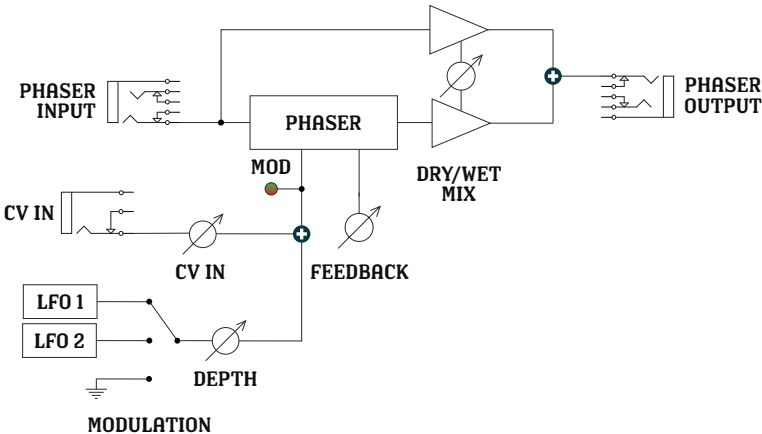 PHASER
INPUT
PHASER
PHASER
OUTPUT
MOD
DRY/WET
MIX
CV IN
CV IN
FEEDBACK
LFO 1
LFO 2
DEPTH
MODULATION